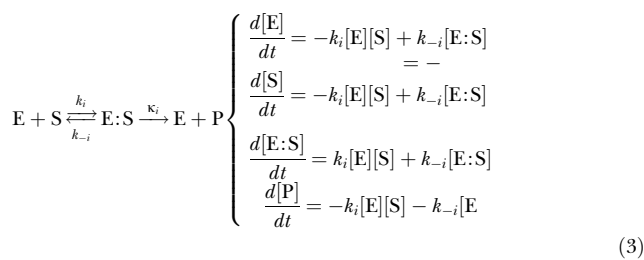 d[E]/dt = −k_i[E][S] + k_{−i}[E:S]
= −
d[S]/dt = −k_i[E][S] + k_{−i}[E:S]
E + S ⇌ E:S ⟶ E + P {
k_i κ_i
k_{−i}
d[E:S]/dt = k_i[E][S] + k_{−i}[E:S]
d[P]/dt = −k_i[E][S] − k_{−i}[E
(3)